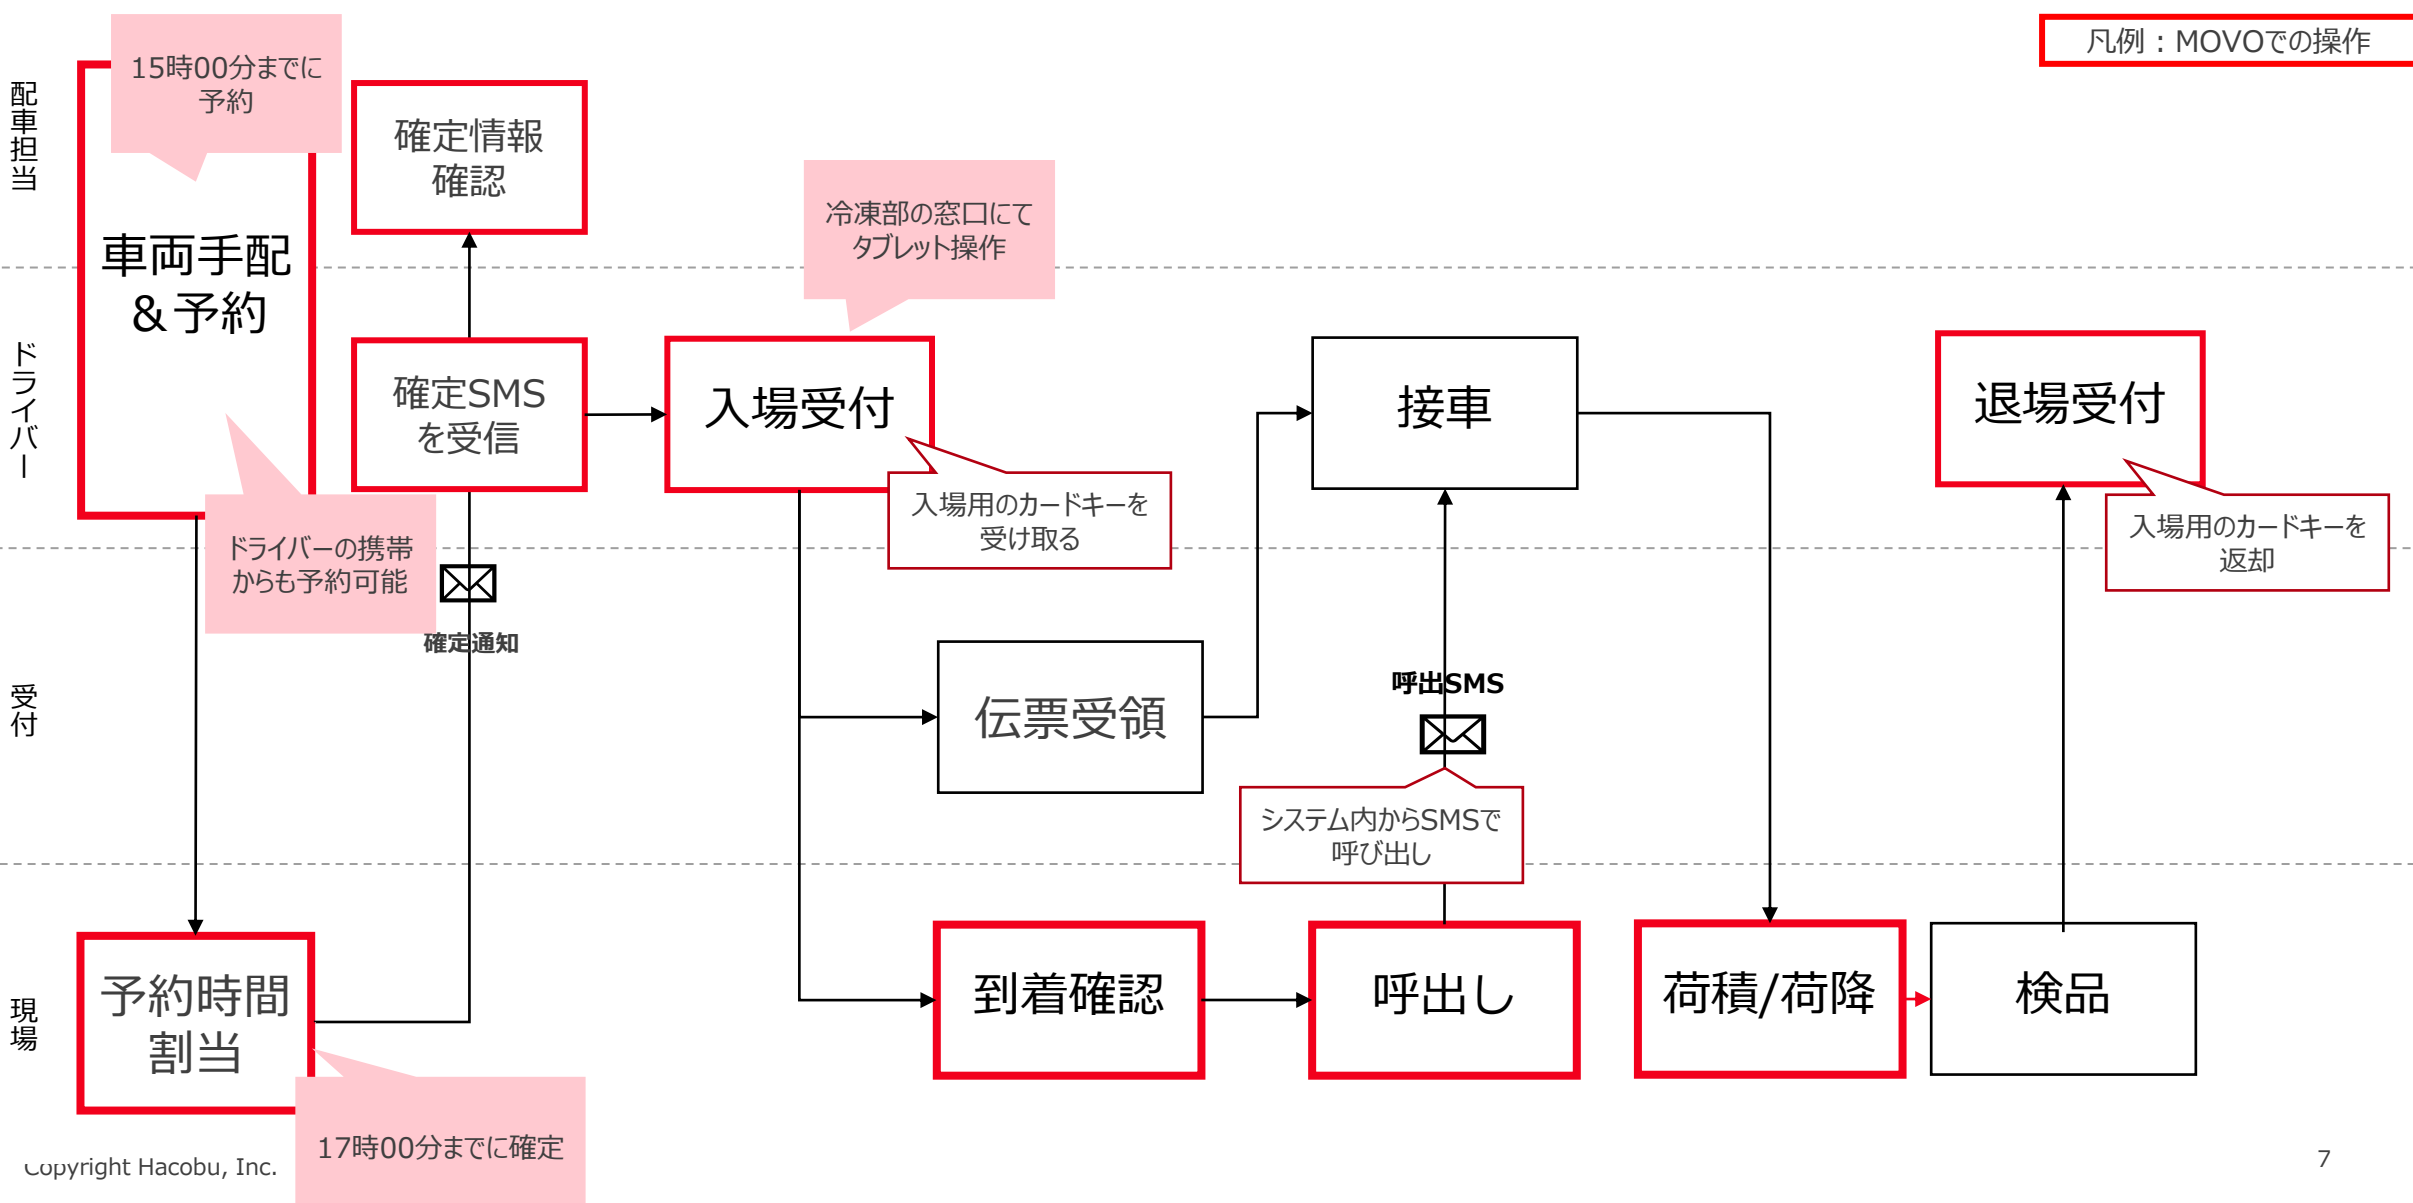 凡例：MOVOでの操作
配車担当
15時00分までに
予約
車両手配
＆予約
確定情報
確認
冷凍部の窓口にて
タブレット操作
ドライバー
ドライバーの携帯
からも予約可能
確定SMS
を受信
入場受付
入場用のカードキーを
受け取る
接車
退場受付
入場用のカードキーを
返却
受付
確定通知
伝票受領
呼出SMS
システム内からSMSで
呼び出し
現場
予約時間
割当
17時00分までに確定
到着確認
呼出し
荷積/荷降
検品
Copyright Hacobu, Inc.
7